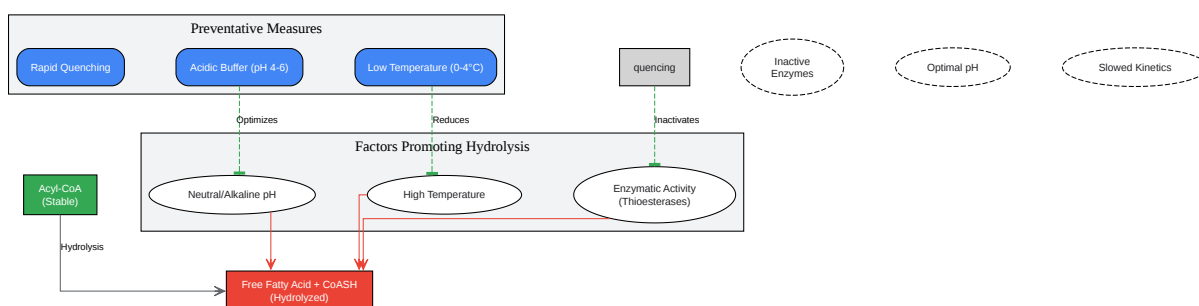 Preventative Measures
Rapid Quenching
Acidic Buffer (pH 4-6)
Low Temperature (0-4°C)
quencing
Inactive
Enzymes
Optimal pH
Slowed Kinetics
Optimizes
Reduces
Inactivates
Factors Promoting Hydrolysis
Acyl-CoA
(Stable)
Neutral/Alkaline pH
High Temperature
Enzymatic Activity
(Thioesterases)
Hydrolysis
Free Fatty Acid + CoASH
(Hydrolyzed)